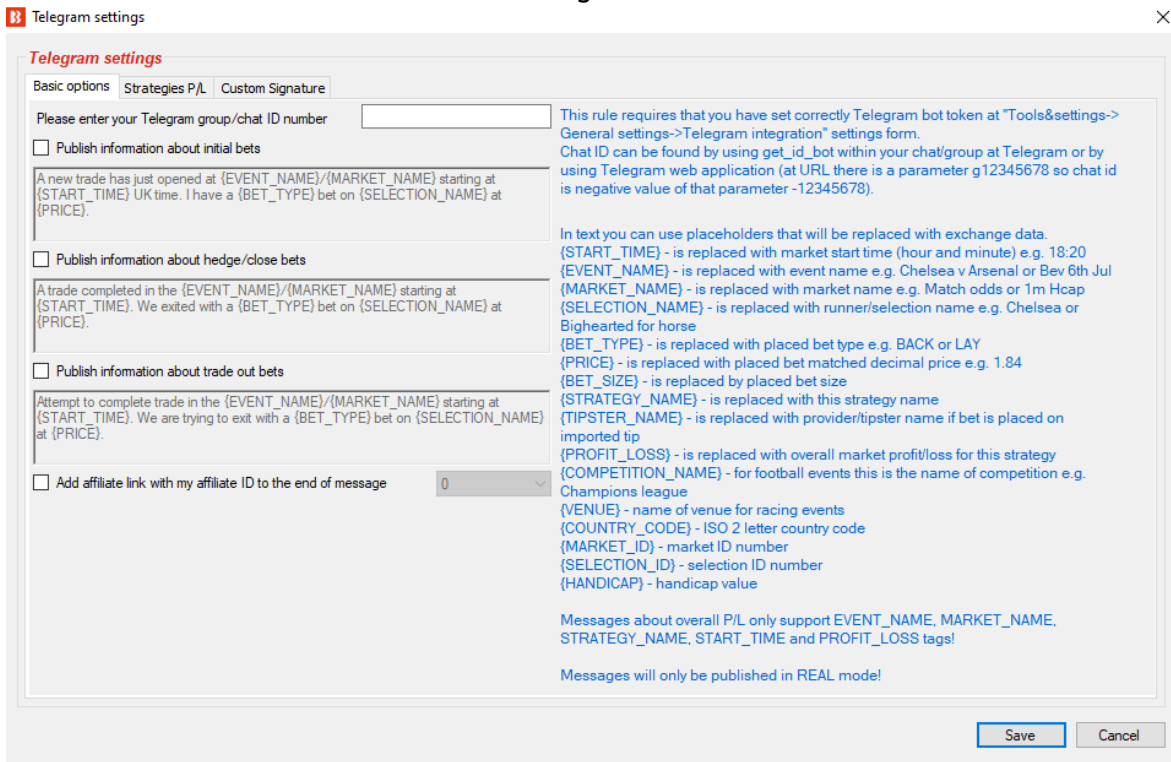 Telegram settings
Telegram settings
Basic options
Strategies P/L
Custom Signature
Please enter your Telegram group/chat ID number
Publish information about initial bets
A new trade has just opened at {EVENT_NAME}/{MARKET_NAME} starting at
{START_TIME} UK time. I have a {BET_TYPE} bet on {SELECTION_NAME} at
{PRICE}.
Publish information about hedge/close bets
A trade completed in the {EVENT_NAME}/{MARKET_NAME} starting at
{START_TIME}. We exited with a {BET_TYPE} bet on {SELECTION_NAME} at
{PRICE}.
Publish information about trade out bets
Attempt to complete trade in the {EVENT_NAME}/{MARKET_NAME} starting at
{START_TIME}. We are trying to exit with a {BET_TYPE} bet on {SELECTION_NAME}
at {PRICE}.
Add affiliate link with my affiliate ID to the end of message
0
This rule requires that you have set correctly Telegram bot token at "Tools&settings->
General settings->Telegram integration" settings form.
Chat ID can be found by using get_id_bot within your chat/group at Telegram or by
using Telegram web application (at URL there is a parameter g12345678 so chat id
is negative value of that parameter -12345678).
In text you can use placeholders that will be replaced with exchange data.
{START_TIME} - is replaced with market start time (hour and minute) e.g. 18:20
{EVENT_NAME} - is replaced with event name e.g. Chelsea v Arsenal or Bev 6th Jul
{MARKET_NAME} - is replaced with market name e.g. Match odds or 1m Hcap
{SELECTION_NAME} - is replaced with runner/selection name e.g. Chelsea or
Bighearted for horse
{BET_TYPE} - is replaced with placed bet type e.g. BACK or LAY
{PRICE} - is replaced with placed bet matched decimal price e.g. 1.84
{BET_SIZE} - is replaced by placed bet size
{STRATEGY_NAME} - is replaced with this strategy name
{TIPSTER_NAME} - is replaced with provider/tipster name if bet is placed on
imported tip
{PROFIT_LOSS} - is replaced with overall market profit/loss for this strategy
{COMPETITION_NAME} - for football events this is the name of competition e.g.
Champions league
{VENUE} - name of venue for racing events
{COUNTRY_CODE} - ISO 2 letter country code
{MARKET_ID} - market ID number
{SELECTION_ID} - selection ID number
{HANDICAP} - handicap value
Messages about overall P/L only support EVENT_NAME, MARKET_NAME,
STRATEGY_NAME, START_TIME and PROFIT_LOSS tags!
Messages will only be published in REAL mode!
Save
Cancel